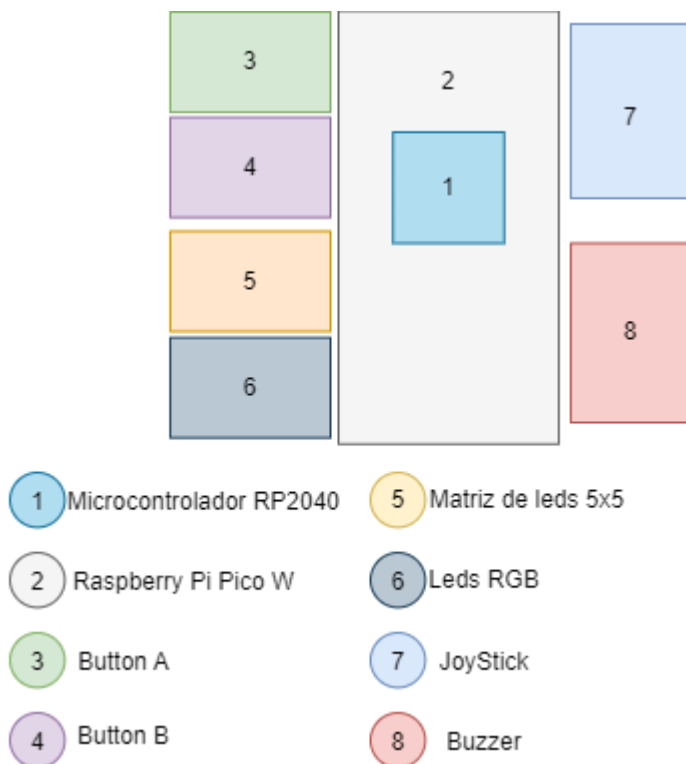 3
2
7
4
1
5
8
6
1 Microcontrolador RP2040
5 Matriz de leds 5x5
2 Raspberry Pi Pico W
6 Leds RGB
3 Button A
7 JoyStick
4 Button B
8 Buzzer